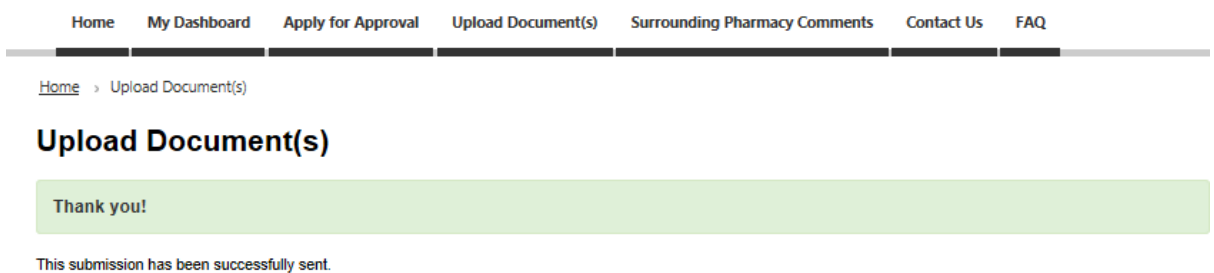 Home My Dashboard Apply for Approval Upload Document(s) Surrounding Pharmacy Comments Contact Us FAQ
Home › Upload Document(s)
Upload Document(s)
Thank you!
This submission has been successfully sent.